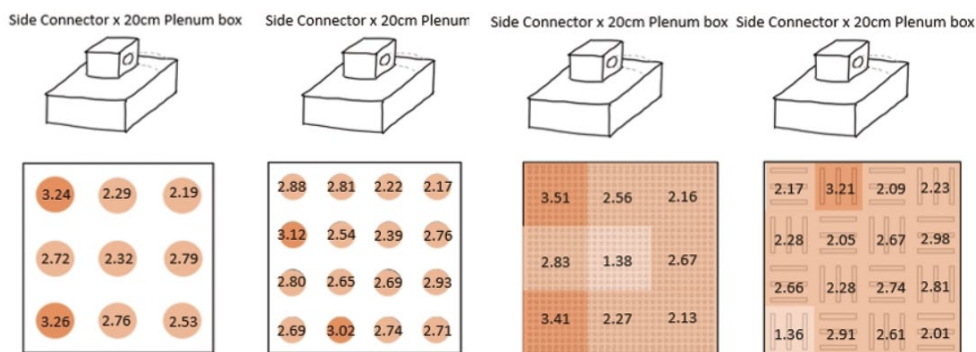 Side Connector x 20cm Plenum box
Side Connector x 20cm Plenum
Side Connector x 20cm Plenum box
Side Connector x 20cm Plenum box
3.24 2.29 2.19
2.72 2.32 2.79
3.26 2.76 2.53
2.88 2.81 2.22 2.17
3.12 2.54 2.39 2.76
2.80 2.65 2.69 2.93
2.69 3.02 2.74 2.71
3.51 2.56 2.16
2.83 1.38 2.67
3.41 2.27 2.13
2.17 3.21 2.09 2.23
2.28 2.05 2.67 2.98
2.66 2.28 2.74 2.81
1.36 2.91 2.61 2.01